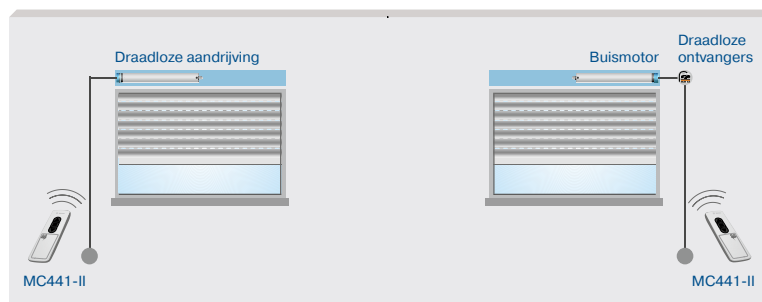 Draadloze aandrijving
Buismotor
Draadloze
ontvangers
MC441-II
MC441-II